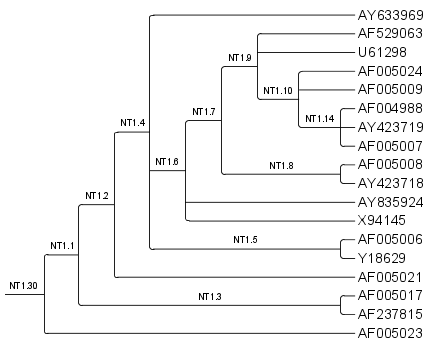 AY633969
AF529063
NT1.9
U61298
AF005024
NT1.10
AF005009
NT1.7
AF004988
NT1.14
NT1.4
AY423719
AF005007
NT1.6
NT1.8
AF005008
AY423718
NT1.2
AY835924
X94145
NT1.5
AF005006
NT1.1
Y18629
AF005021
NT1.30
NT1.3
AF005017
AF237815
AF005023